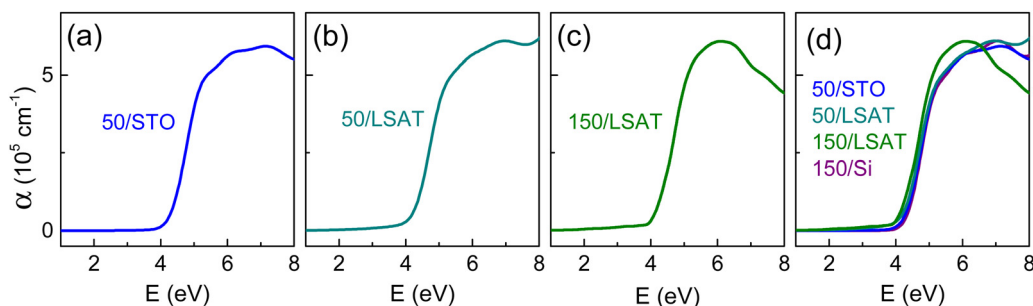 (a)
(b)
(c)
(d)
α (10⁵ cm⁻¹)
5
0
50/STO
50/LSAT
150/LSAT
50/STO
50/LSAT
150/LSAT
150/Si
2 4 6 8
2 4 6 8
2 4 6 8
2 4 6 8
E (eV)
E (eV)
E (eV)
E (eV)